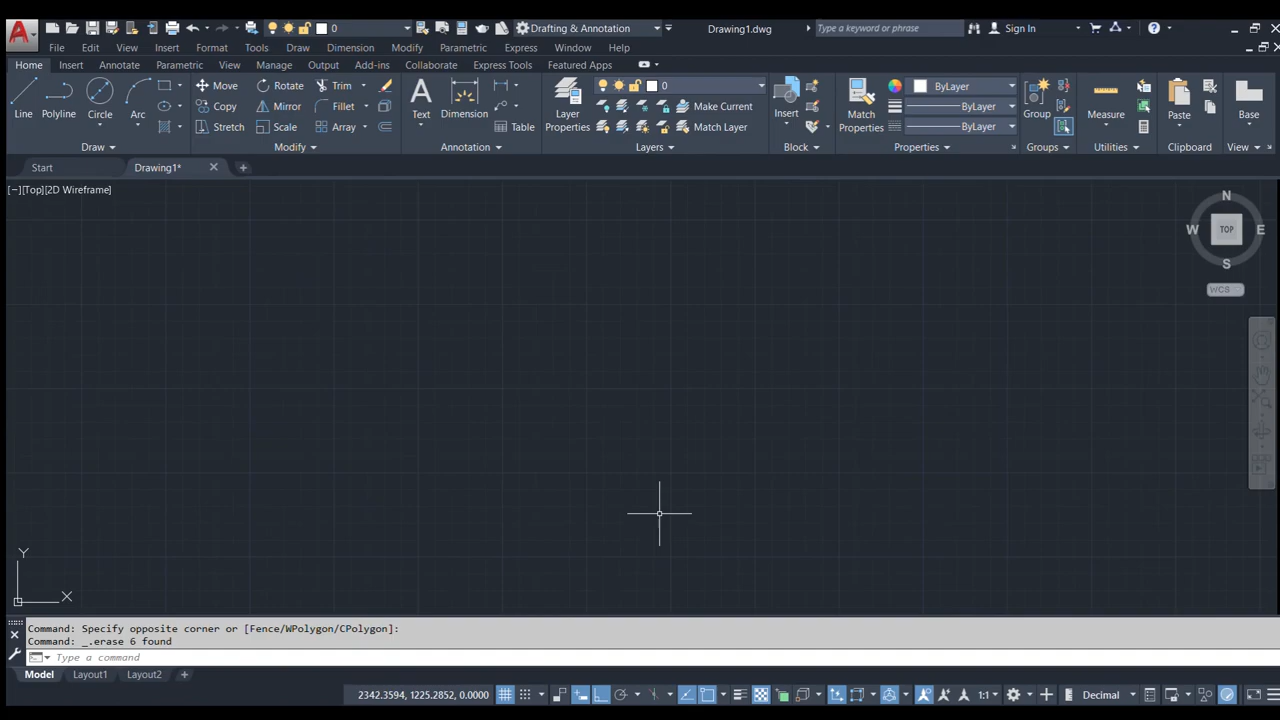 0
Drafting & Annotation
Drawing1.dwg
Type a keyword or phrase
Sign In
File Edit View Insert Format Tools Draw Dimension Modify Parametric Express Window Help
Home Insert Annotate Parametric View Manage Output Add-ins Collaborate Express Tools Featured Apps
Line Polyline Circle Arc
Move Rotate Trim
Copy Mirror Fillet
Stretch Scale Array
Text Dimension Table
Layer Properties
0
Make Current
Match Layer
Insert
Match Properties
ByLayer
ByLayer
ByLayer
Group
Measure
Paste
Base
Draw Modify Annotation Layers Block Properties Groups Utilities Clipboard View
Start Drawing1*
[−][Top][2D Wireframe]
N
W TOP E
S
WCS
Y
X
Command: Specify opposite corner or [Fence/WPolygon/CPolygon]:
Command: _.erase 6 found
Type a command
Model Layout1 Layout2
2342.3594, 1225.2852, 0.0000
1:1
Decimal